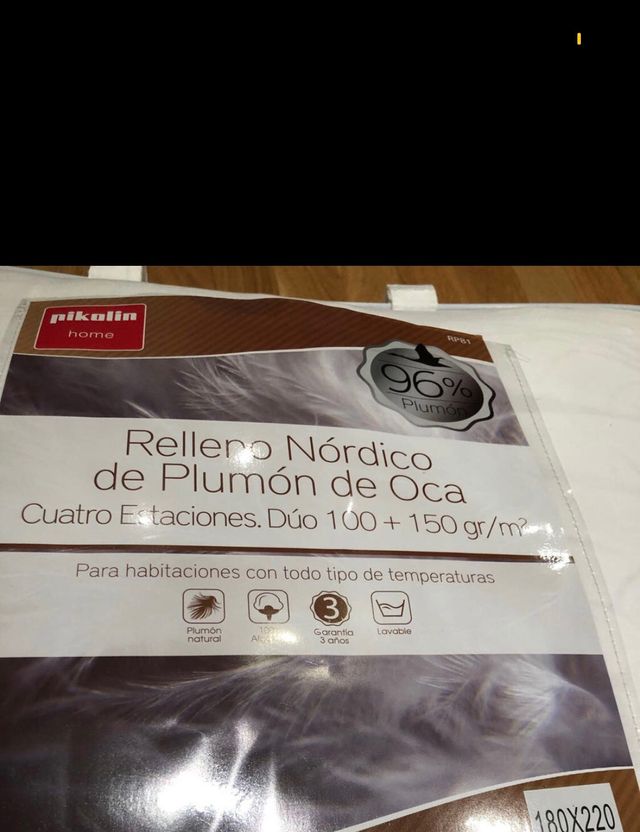 pikolin
home
RP81
96%
Plumón
Relleno Nórdico
de Plumón de Oca
Cuatro Estaciones. Dúo 100 + 150 gr/m²
Para habitaciones con todo tipo de temperaturas
Plumón
natural
3
Garantía
3 años
Lavable
180X220